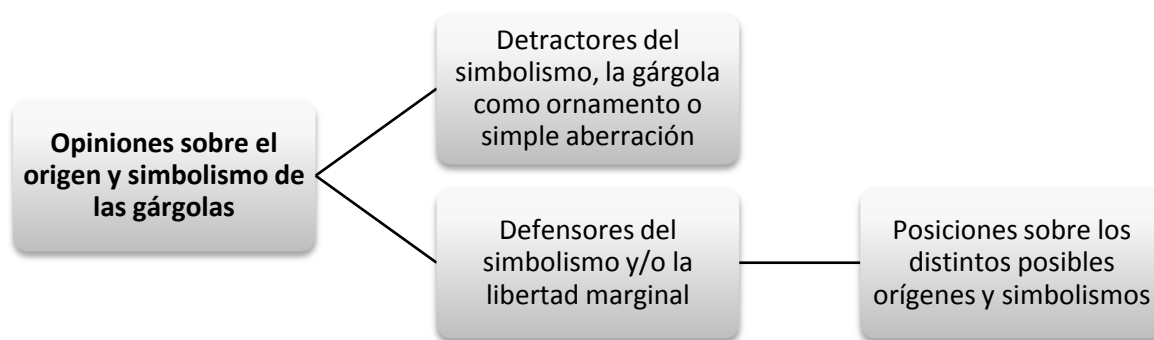 Opiniones sobre el
origen y simbolismo de
las gárgolas
Detractores del
simbolismo, la gárgola
como ornamento o
simple aberración
Defensores del
simbolismo y/o la
libertad marginal
Posiciones sobre los
distintos posibles
orígenes y simbolismos